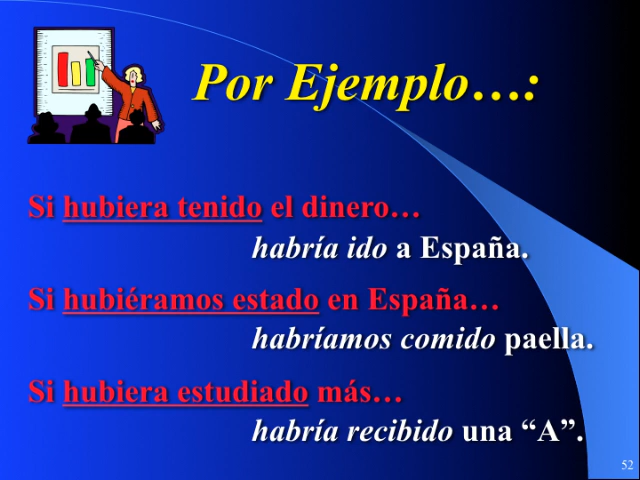 Por Ejemplo….:
Si hubiera tenido el dinero…
habría ido a España.
Si hubiéramos estado en España…
habríamos comido paella.
Si hubiera estudiado más…
habría recibido una “A”.
52